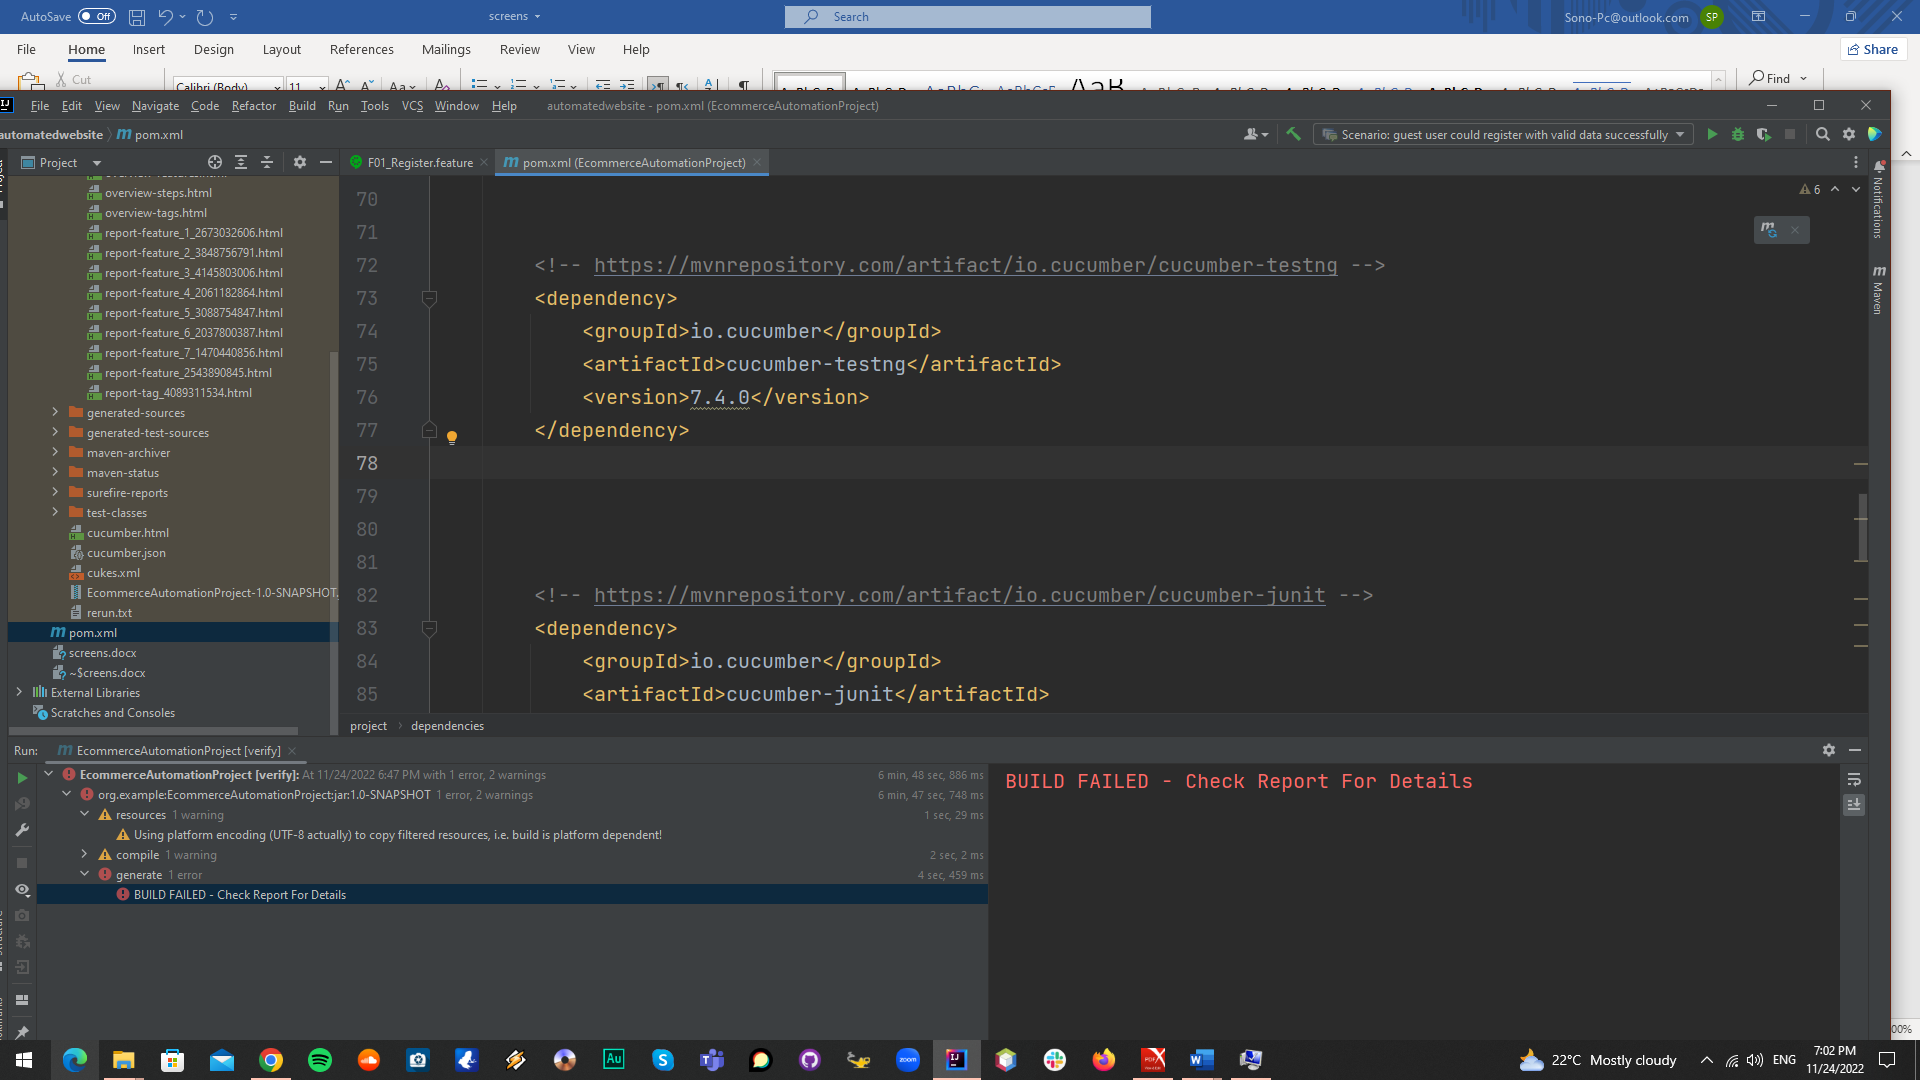 AutoSave Off
screens
Search
Sono-Pc@outlook.com SP
File Home Insert Design Layout References Mailings Review View Help
Share
Cut
Calibri (Body) 11
Find
File Edit View Navigate Code Refactor Build Run Tools VCS Window Help automatedwebsite - pom.xml (EcommerceAutomationProject)
automatedwebsite pom.xml
Scenario: guest user could register with valid data successfully
Project
F01_Register.feature
pom.xml (EcommerceAutomationProject)
overview-steps.html
overview-tags.html
report-feature_1_2673032606.html
report-feature_2_3848756791.html
report-feature_3_4145803006.html
report-feature_4_2061182864.html
report-feature_5_3088754847.html
report-feature_6_2037800387.html
report-feature_7_1470440856.html
report-feature_2543890845.html
report-tag_4089311534.html
generated-sources
generated-test-sources
maven-archiver
maven-status
surefire-reports
test-classes
cucumber.html
cucumber.json
cukes.xml
EcommerceAutomationProject-1.0-SNAPSHOT.
rerun.txt
pom.xml
screens.docx
~$creens.docx
External Libraries
Scratches and Consoles
6
70
71
72 <!-- https://mvnrepository.com/artifact/io.cucumber/cucumber-testng -->
73 <dependency>
74 <groupId>io.cucumber</groupId>
75 <artifactId>cucumber-testng</artifactId>
76 <version>7.4.0</version>
77 </dependency>
78
79
80
81
82 <!-- https://mvnrepository.com/artifact/io.cucumber/cucumber-junit -->
83 <dependency>
84 <groupId>io.cucumber</groupId>
85 <artifactId>cucumber-junit</artifactId>
project dependencies
Notifications
Maven
Run: EcommerceAutomationProject [verify]
EcommerceAutomationProject [verify]: At 11/24/2022 6:47 PM with 1 error, 2 warnings 6 min, 48 sec, 886 ms
org.example:EcommerceAutomationProject:jar:1.0-SNAPSHOT 1 error, 2 warnings 6 min, 47 sec, 748 ms
resources 1 warning 1 sec, 29 ms
Using platform encoding (UTF-8 actually) to copy filtered resources, i.e. build is platform dependent!
compile 1 warning 2 sec, 2 ms
generate 1 error 4 sec, 459 ms
BUILD FAILED - Check Report For Details
BUILD FAILED - Check Report For Details
00%
22°C Mostly cloudy
ENG
7:02 PM
11/24/2022